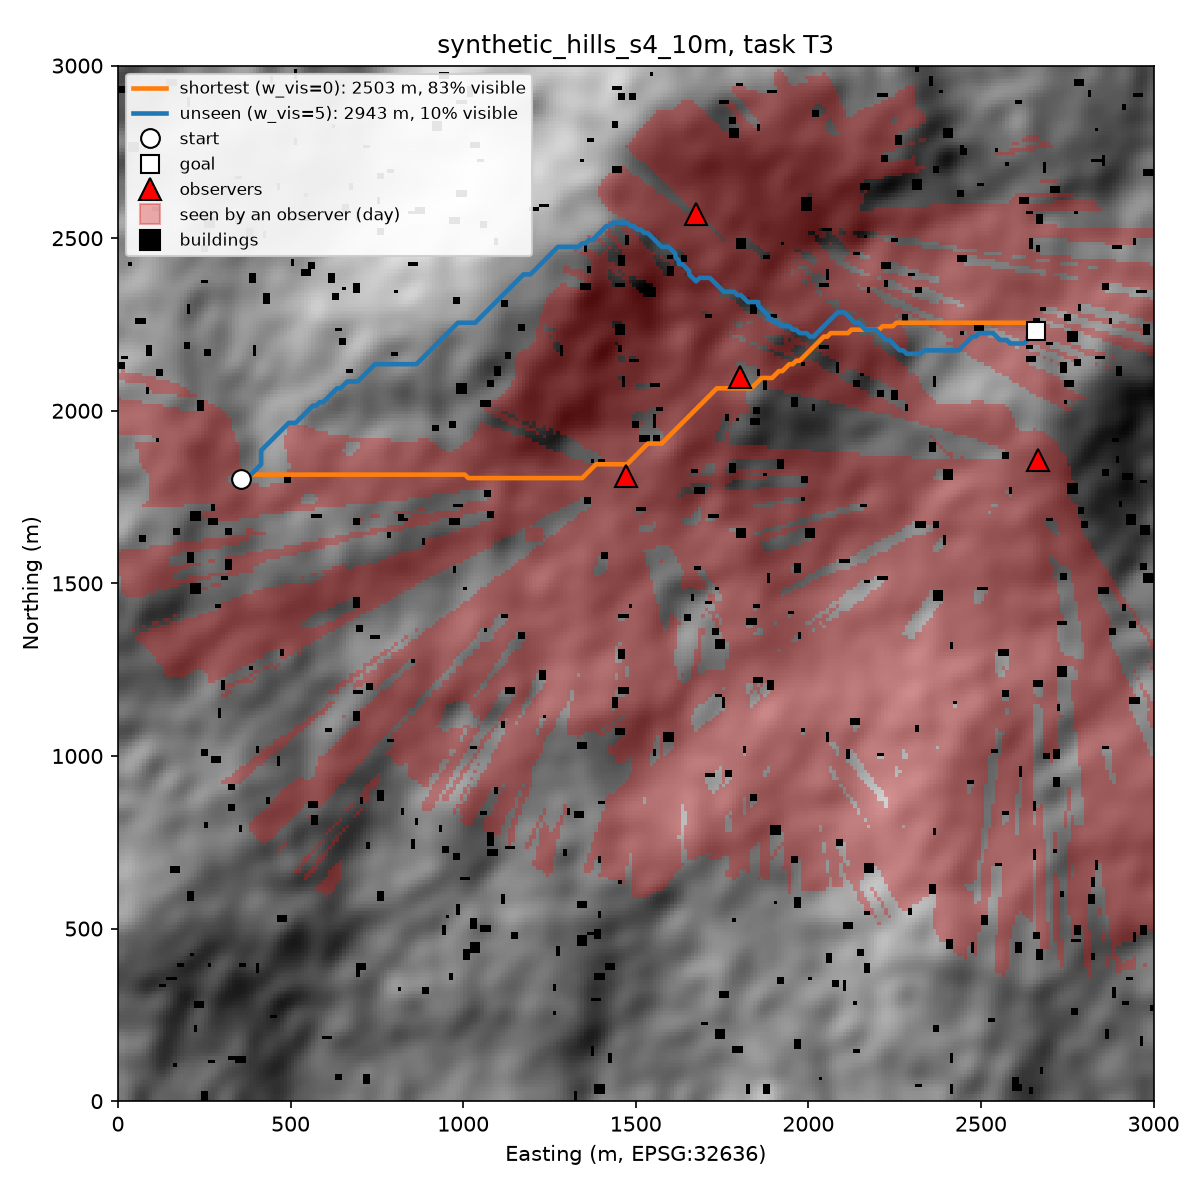 synthetic_hills_s4_10m, task T3
shortest (w_vis=0): 2503 m, 83% visible
unseen (w_vis=5): 2943 m, 10% visible
start
goal
observers
seen by an observer (day)
buildings
3000
2500
2000
1500
1000
500
0
Northing (m)
0 500 1000 1500 2000 2500 3000
Easting (m, EPSG:32636)